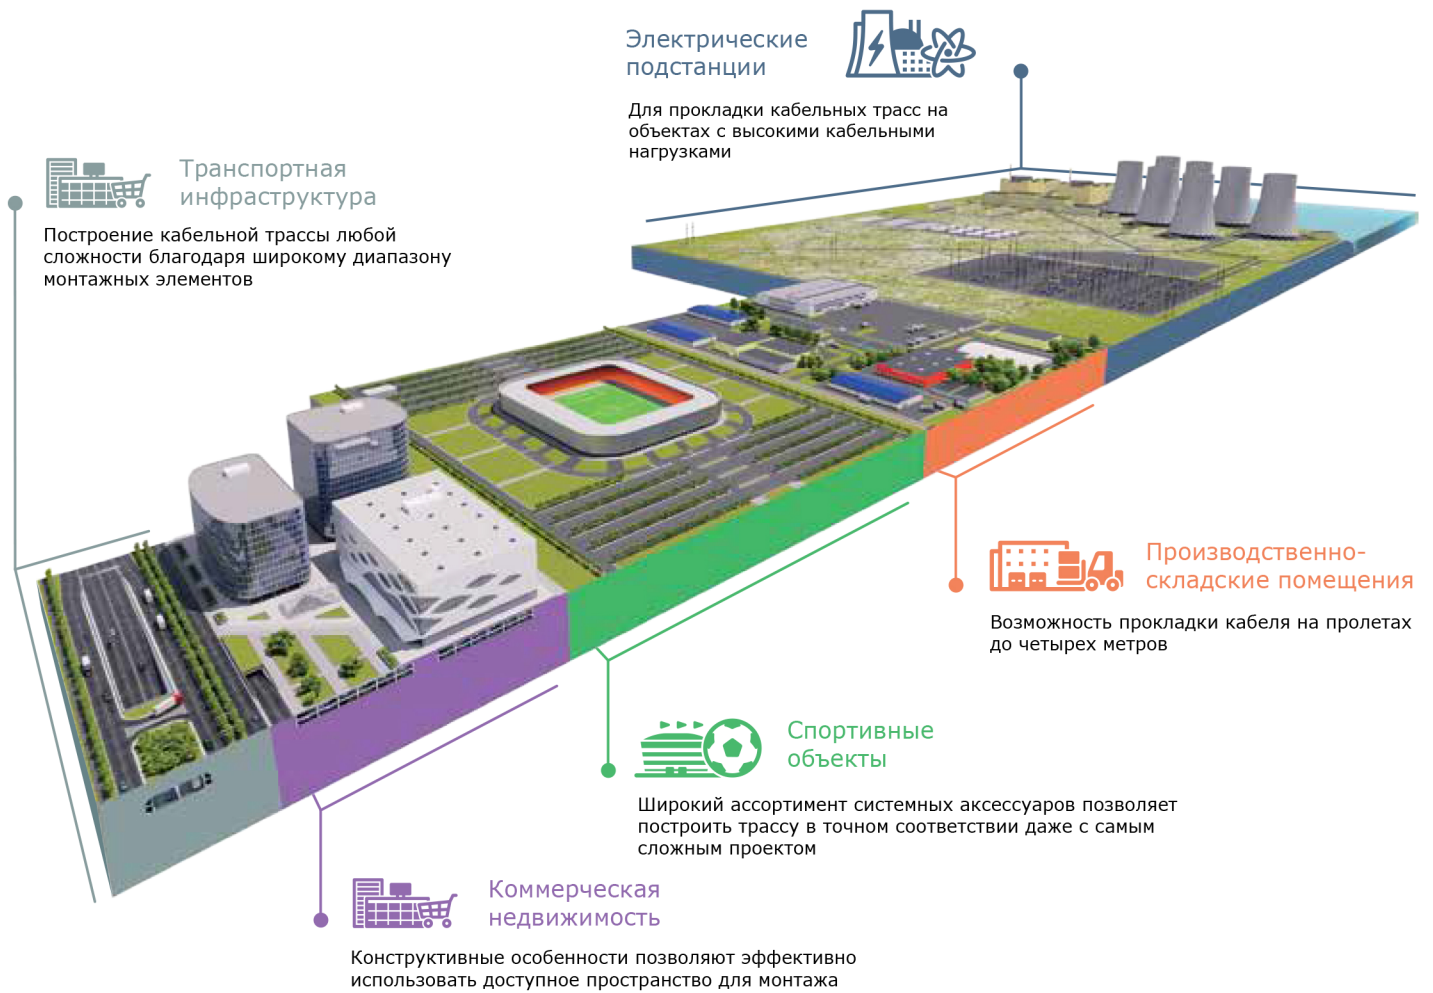 Электрические
подстанции
Для прокладки кабельных трасс на
объектах с высокими кабельными
нагрузками
Транспортная
инфраструктура
Построение кабельной трассы любой
сложности благодаря широкому диапазону
монтажных элементов
Производственно-
складские помещения
Возможность прокладки кабеля на пролетах
до четырех метров
Спортивные
объекты
Широкий ассортимент системных аксессуаров позволяет
построить трассу в точном соответствии даже с самым
сложным проектом
Коммерческая
недвижимость
Конструктивные особенности позволяют эффективно
использовать доступное пространство для монтажа